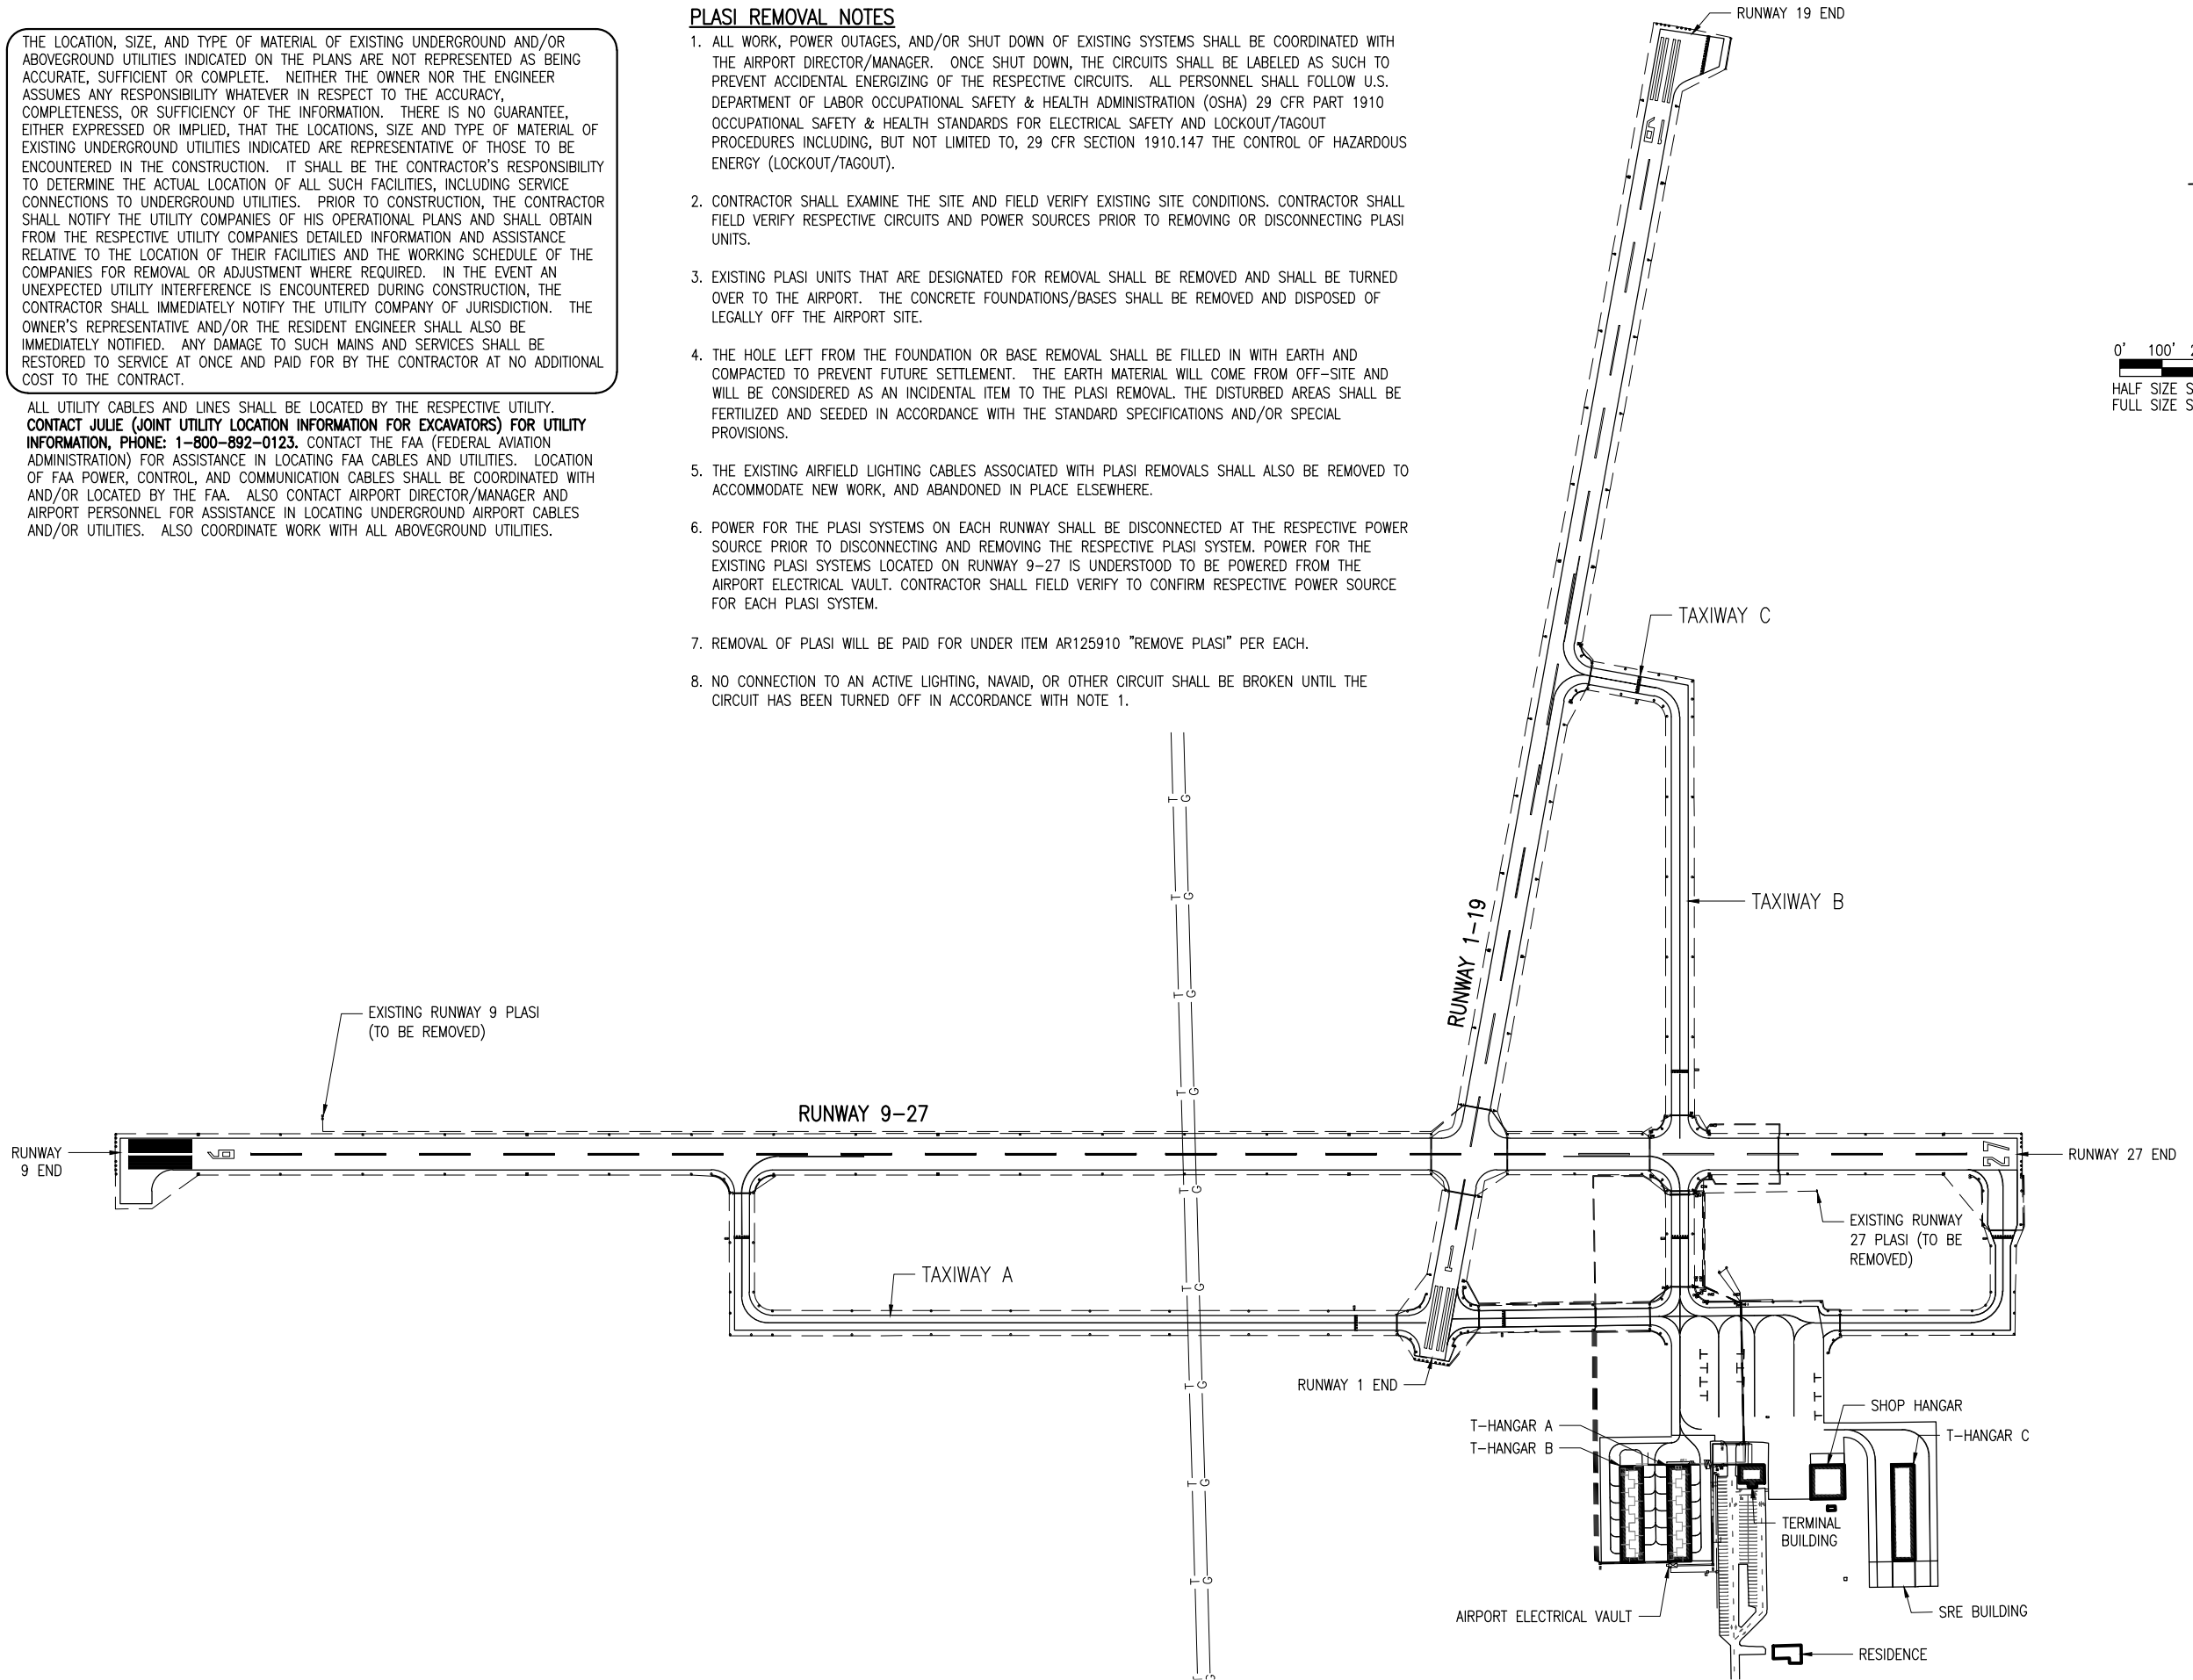 THE LOCATION, SIZE, AND TYPE OF MATERIAL OF EXISTING UNDERGROUND AND/OR
ABOVEGROUND UTILITIES INDICATED ON THE PLANS ARE NOT REPRESENTED AS BEING
ACCURATE, SUFFICIENT OR COMPLETE. NEITHER THE OWNER NOR THE ENGINEER
ASSUMES ANY RESPONSIBILITY WHATEVER IN RESPECT TO THE ACCURACY,
COMPLETENESS, OR SUFFICIENCY OF THE INFORMATION. THERE IS NO GUARANTEE,
EITHER EXPRESSED OR IMPLIED, THAT THE LOCATIONS, SIZE AND TYPE OF MATERIAL OF
EXISTING UNDERGROUND UTILITIES INDICATED ARE REPRESENTATIVE OF THOSE TO BE
ENCOUNTERED IN THE CONSTRUCTION. IT SHALL BE THE CONTRACTOR'S RESPONSIBILITY
TO DETERMINE THE ACTUAL LOCATION OF ALL SUCH FACILITIES, INCLUDING SERVICE
CONNECTIONS TO UNDERGROUND UTILITIES. PRIOR TO CONSTRUCTION, THE CONTRACTOR
SHALL NOTIFY THE UTILITY COMPANIES OF HIS OPERATIONAL PLANS AND SHALL OBTAIN
FROM THE RESPECTIVE UTILITY COMPANIES DETAILED INFORMATION AND ASSISTANCE
RELATIVE TO THE LOCATION OF THEIR FACILITIES AND THE WORKING SCHEDULE OF THE
COMPANIES FOR REMOVAL OR ADJUSTMENT WHERE REQUIRED. IN THE EVENT AN
UNEXPECTED UTILITY INTERFERENCE IS ENCOUNTERED DURING CONSTRUCTION, THE
CONTRACTOR SHALL IMMEDIATELY NOTIFY THE UTILITY COMPANY OF JURISDICTION. THE
OWNER'S REPRESENTATIVE AND/OR THE RESIDENT ENGINEER SHALL ALSO BE
IMMEDIATELY NOTIFIED. ANY DAMAGE TO SUCH MAINS AND SERVICES SHALL BE
RESTORED TO SERVICE AT ONCE AND PAID FOR BY THE CONTRACTOR AT NO ADDITIONAL
COST TO THE CONTRACT.
ALL UTILITY CABLES AND LINES SHALL BE LOCATED BY THE RESPECTIVE UTILITY.
CONTACT JULIE (JOINT UTILITY LOCATION INFORMATION FOR EXCAVATORS) FOR UTILITY
INFORMATION, PHONE: 1-800-892-0123. CONTACT THE FAA (FEDERAL AVIATION
ADMINISTRATION) FOR ASSISTANCE IN LOCATING FAA CABLES AND UTILITIES. LOCATION
OF FAA POWER, CONTROL, AND COMMUNICATION CABLES SHALL BE COORDINATED WITH
AND/OR LOCATED BY THE FAA. ALSO CONTACT AIRPORT DIRECTOR/MANAGER AND
AIRPORT PERSONNEL FOR ASSISTANCE IN LOCATING UNDERGROUND AIRPORT CABLES
AND/OR UTILITIES. ALSO COORDINATE WORK WITH ALL ABOVEGROUND UTILITIES.
PLASI REMOVAL NOTES
1. ALL WORK, POWER OUTAGES, AND/OR SHUT DOWN OF EXISTING SYSTEMS SHALL BE COORDINATED WITH
THE AIRPORT DIRECTOR/MANAGER. ONCE SHUT DOWN, THE CIRCUITS SHALL BE LABELED AS SUCH TO
PREVENT ACCIDENTAL ENERGIZING OF THE RESPECTIVE CIRCUITS. ALL PERSONNEL SHALL FOLLOW U.S.
DEPARTMENT OF LABOR OCCUPATIONAL SAFETY & HEALTH ADMINISTRATION (OSHA) 29 CFR PART 1910
OCCUPATIONAL SAFETY & HEALTH STANDARDS FOR ELECTRICAL SAFETY AND LOCKOUT/TAGOUT
PROCEDURES INCLUDING, BUT NOT LIMITED TO, 29 CFR SECTION 1910.147 THE CONTROL OF HAZARDOUS
ENERGY (LOCKOUT/TAGOUT).
2. CONTRACTOR SHALL EXAMINE THE SITE AND FIELD VERIFY EXISTING SITE CONDITIONS. CONTRACTOR SHALL
FIELD VERIFY RESPECTIVE CIRCUITS AND POWER SOURCES PRIOR TO REMOVING OR DISCONNECTING PLASI
UNITS.
3. EXISTING PLASI UNITS THAT ARE DESIGNATED FOR REMOVAL SHALL BE REMOVED AND SHALL BE TURNED
OVER TO THE AIRPORT. THE CONCRETE FOUNDATIONS/BASES SHALL BE REMOVED AND DISPOSED OF
LEGALLY OFF THE AIRPORT SITE.
4. THE HOLE LEFT FROM THE FOUNDATION OR BASE REMOVAL SHALL BE FILLED IN WITH EARTH AND
COMPACTED TO PREVENT FUTURE SETTLEMENT. THE EARTH MATERIAL WILL COME FROM OFF-SITE AND
WILL BE CONSIDERED AS AN INCIDENTAL ITEM TO THE PLASI REMOVAL. THE DISTURBED AREAS SHALL BE
FERTILIZED AND SEEDED IN ACCORDANCE WITH THE STANDARD SPECIFICATIONS AND/OR SPECIAL
PROVISIONS.
5. THE EXISTING AIRFIELD LIGHTING CABLES ASSOCIATED WITH PLASI REMOVALS SHALL ALSO BE REMOVED TO
ACCOMMODATE NEW WORK, AND ABANDONED IN PLACE ELSEWHERE.
6. POWER FOR THE PLASI SYSTEMS ON EACH RUNWAY SHALL BE DISCONNECTED AT THE RESPECTIVE POWER
SOURCE PRIOR TO DISCONNECTING AND REMOVING THE RESPECTIVE PLASI SYSTEM. POWER FOR THE
EXISTING PLASI SYSTEMS LOCATED ON RUNWAY 9-27 IS UNDERSTOOD TO BE POWERED FROM THE
AIRPORT ELECTRICAL VAULT. CONTRACTOR SHALL FIELD VERIFY TO CONFIRM RESPECTIVE POWER SOURCE
FOR EACH PLASI SYSTEM.
7. REMOVAL OF PLASI WILL BE PAID FOR UNDER ITEM AR125910 "REMOVE PLASI" PER EACH.
8. NO CONNECTION TO AN ACTIVE LIGHTING, NAVAID, OR OTHER CIRCUIT SHALL BE BROKEN UNTIL THE
CIRCUIT HAS BEEN TURNED OFF IN ACCORDANCE WITH NOTE 1.
RUNWAY 19 END
19
0' 100'
HALF SIZE S
FULL SIZE S
TAXIWAY C
TAXIWAY B
RUNWAY 1-19
T G
T G
T G
T G
T G
T G
T G
T G
T G
T G
EXISTING RUNWAY 9 PLASI
(TO BE REMOVED)
RUNWAY 9-27
RUNWAY
9 END
9
27
RUNWAY 27 END
EXISTING RUNWAY
27 PLASI (TO BE
REMOVED)
TAXIWAY A
1
RUNWAY 1 END
T-HANGAR A
T-HANGAR B
SHOP HANGAR
T-HANGAR C
TERMINAL
BUILDING
AIRPORT ELECTRICAL VAULT
SRE BUILDING
RESIDENCE